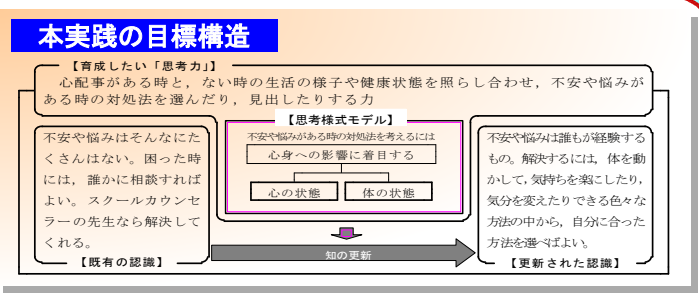 本実践の目標構造
【育成したい「思考力」】
心配事がある時と，ない時の生活の様子や健康状態を照らし合わせ，不安や悩みが
ある時の対処法を選んだり，見出したりする力
【思考様式モデル】
不安や悩みがある時の対処法を考えるには
心身への影響に着目する
心の状態
体の状態
不安や悩みはそんなにた
くさんはない。困った時
には，誰かに相談すれば
よい。スクールカウンセ
ラーの先生なら解決して
くれる。
【既有の認識】
知の更新
不安や悩みは誰もが経験する
もの。解決するには，体を動
かして，気持ちを楽にしたり，
気分を変えたりできる色々な
方法の中から，自分に合った
方法を選べばよい。
【更新された認識】